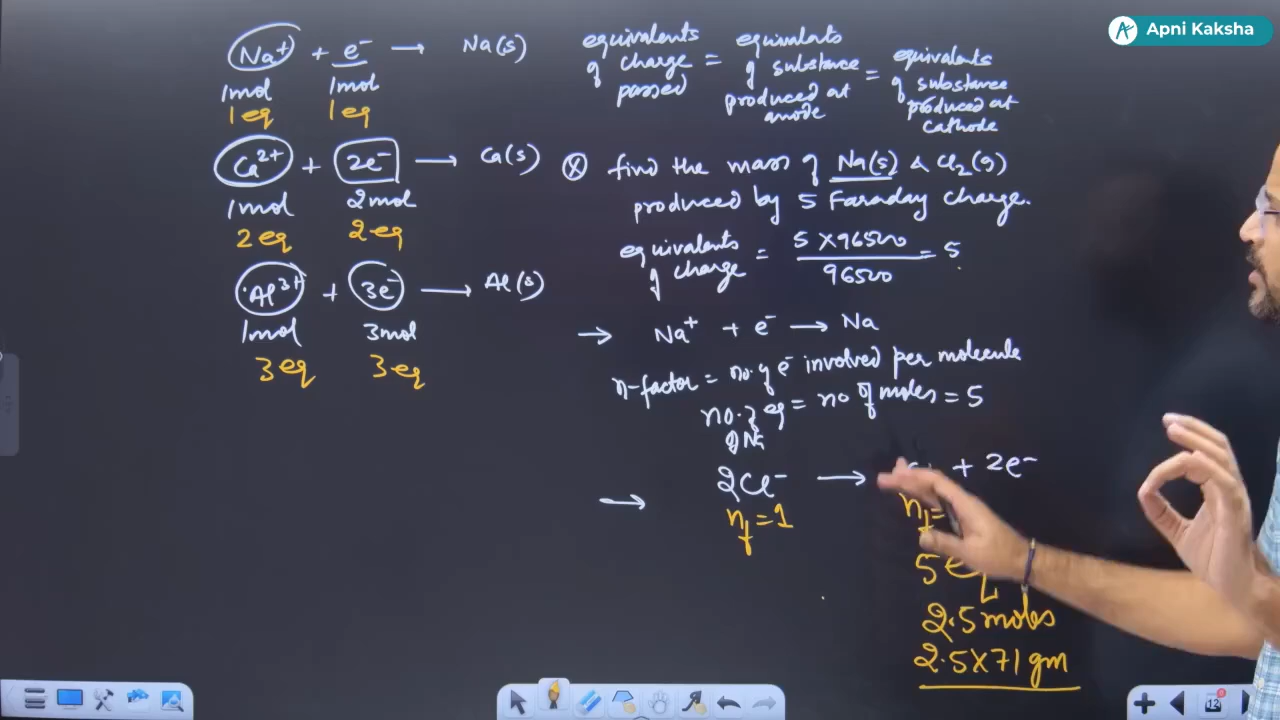 Apni Kaksha
Na⁺ + e⁻ → Na(s)
1mol 1mol
1eq 1eq
Ca²⁺ + 2e⁻ → Ca(s)
1mol 2mol
2eq 2eq
Al³⁺ + 3e⁻ → Al(s)
1mol 3mol
3eq 3eq
equivalents of charge passed = equivalents of substance produced at anode = equivalents of substance produced at cathode
find the mass of Na(s) & Cl₂(g)
produced by 5 Faraday charge.
equivalents of charge = 5×96500 / 96500 = 5.
→ Na⁺ + e⁻ → Na
n-factor = no. of e⁻ involved per molecule
no. of eq = no of moles = 5
of Na
→ 2Cl⁻ → + 2e⁻
nf = 1 nf =
5 eq
2.5 moles
2.5×71 gm
12